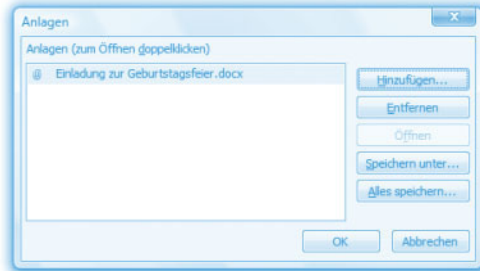 Anlagen
x
Anlagen (zum Öffnen doppelklicken)
Einladung zur Geburtstagsfeier.docx
Hinzufügen...
Entfernen
Öffnen
Speichern unter...
Alles speichern...
OK
Abbrechen